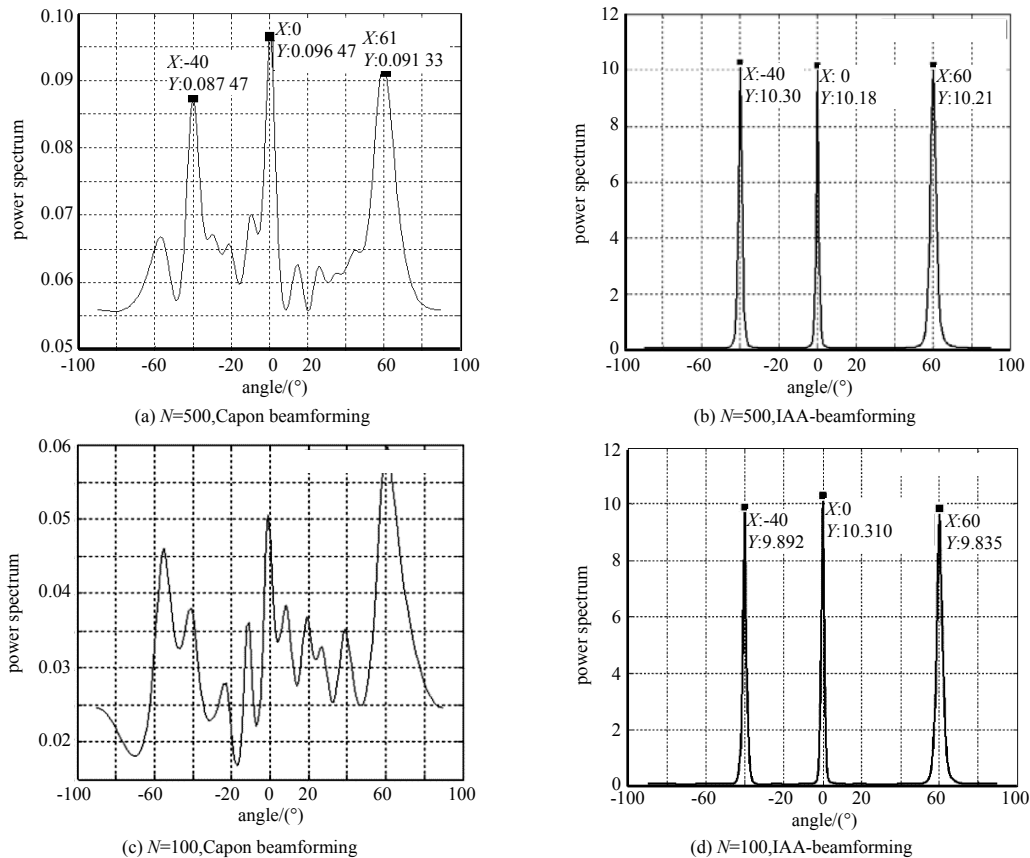 0.10
0.09
0.08
0.07
0.06
0.05
power spectrum
X:-40
Y:0.087 47
X:0
Y:0.096 47
X:61
Y:0.091 33
-100 -60 -20 0 20 60 100
angle/(°)
(a) N=500,Capon beamforming
12
10
8
6
4
2
0
power spectrum
X:-40
Y:10.30
X: 0
Y:10.18
X:60
Y:10.21
-100 -60 -20 0 20 60 100
angle/(°)
(b) N=500,IAA-beamforming
0.06
0.05
0.04
0.03
0.02
power spectrum
-100 -60 -20 0 20 60 100
angle/(°)
(c) N=100,Capon beamforming
12
10
8
6
4
2
0
power spectrum
X:-40
Y:9.892
X:0
Y:10.310
X:60
Y:9.835
-100 -60 -20 0 20 60 100
angle/(°)
(d) N=100,IAA-beamforming